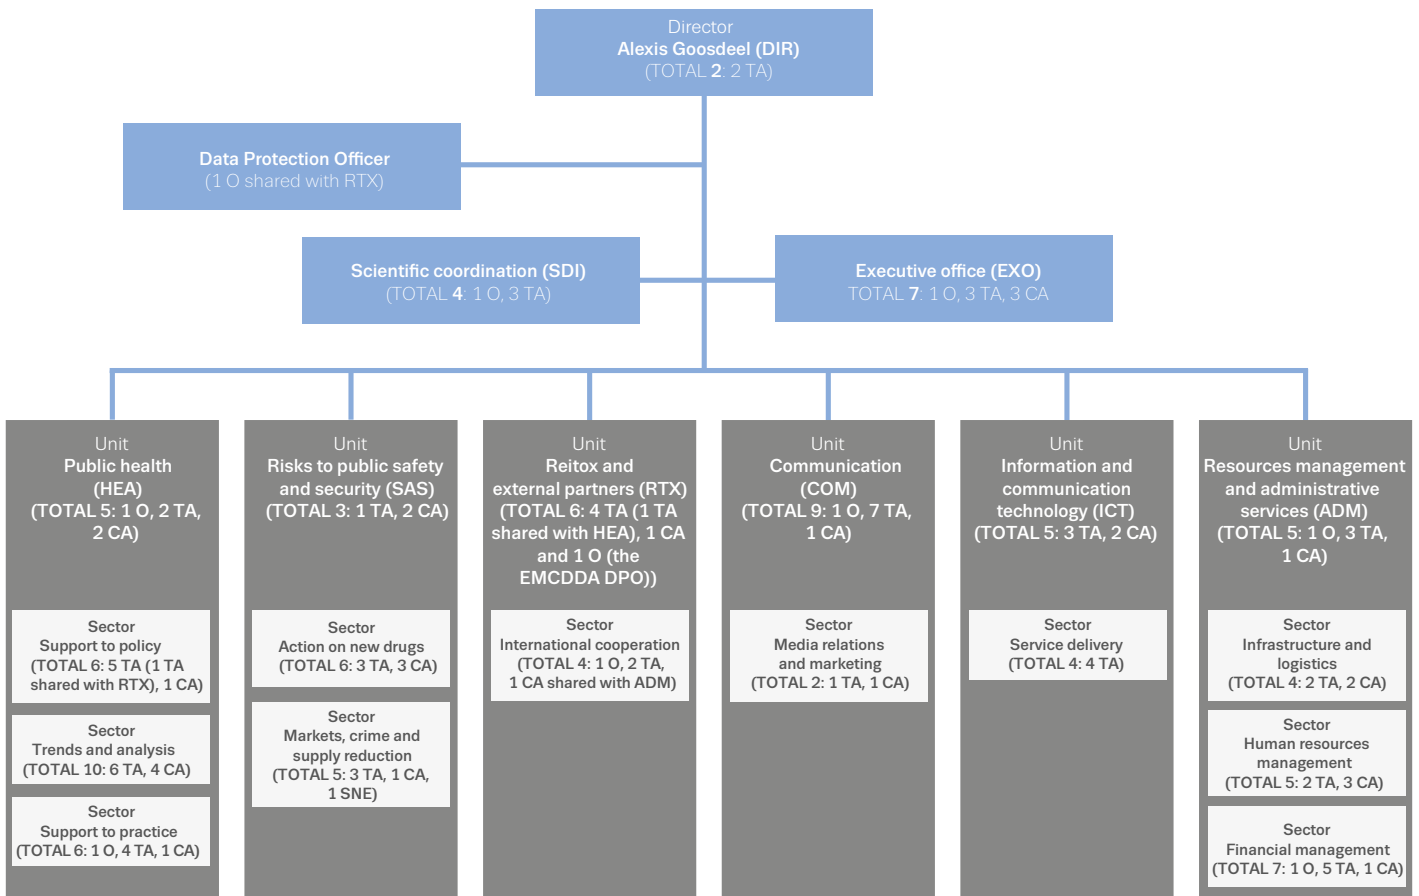 Director
Alexis Goosdeel (DIR)
(TOTAL 2: 2 TA)
Data Protection Officer
(1 O shared with RTX)
Scientific coordination (SDI)
(TOTAL 4: 1 O, 3 TA)
Executive office (EXO)
TOTAL 7: 1 O, 3 TA, 3 CA
Unit
Public health
(HEA)
(TOTAL 5: 1 O, 2 TA,
2 CA)
Sector
Support to policy
(TOTAL 6: 5 TA (1 TA
shared with RTX), 1 CA)
Sector
Trends and analysis
(TOTAL 10: 6 TA, 4 CA)
Sector
Support to practice
(TOTAL 6: 1 O, 4 TA, 1 CA)
Unit
Risks to public safety
and security (SAS)
(TOTAL 3: 1 TA, 2 CA)
Sector
Action on new drugs
(TOTAL 6: 3 TA, 3 CA)
Sector
Markets, crime and
supply reduction
(TOTAL 5: 3 TA, 1 CA,
1 SNE)
Unit
Reitox and
external partners (RTX)
(TOTAL 6: 4 TA (1 TA
shared with HEA), 1 CA
and 1 O (the
EMCDDA DPO))
Sector
International cooperation
(TOTAL 4: 1 O, 2 TA,
1 CA shared with ADM)
Unit
Communication
(COM)
(TOTAL 9: 1 O, 7 TA,
1 CA)
Sector
Media relations
and marketing
(TOTAL 2: 1 TA, 1 CA)
Unit
Information and
communication
technology (ICT)
(TOTAL 5: 3 TA, 2 CA)
Sector
Service delivery
(TOTAL 4: 4 TA)
Unit
Resources management
and administrative
services (ADM)
(TOTAL 5: 1 O, 3 TA,
1 CA)
Sector
Infrastructure and
logistics
(TOTAL 4: 2 TA, 2 CA)
Sector
Human resources
management
(TOTAL 5: 2 TA, 3 CA)
Sector
Financial management
(TOTAL 7: 1 O, 5 TA, 1 CA)